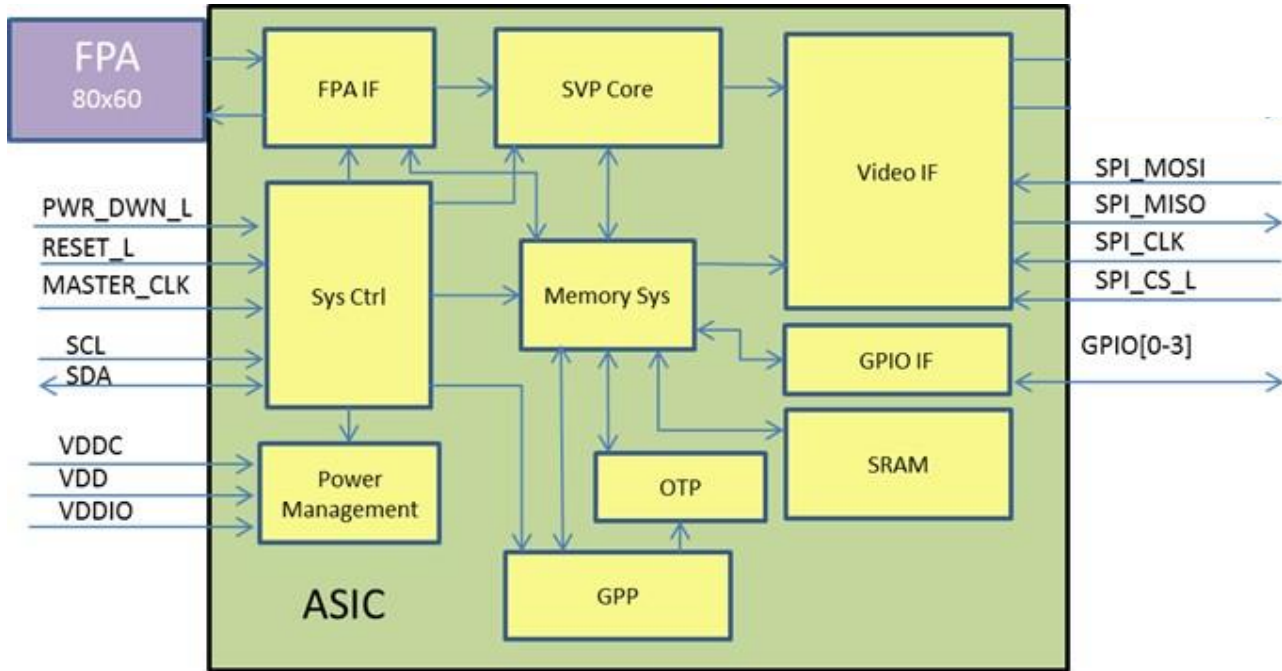 FPA
80x60
FPA IF
SVP Core
Video IF
PWR_DWN_L
RESET_L
MASTER_CLK
SCL
SDA
Sys Ctrl
Memory Sys
SPI_MOSI
SPI_MISO
SPI_CLK
SPI_CS_L
GPIO IF
GPIO[0-3]
VDDC
VDD
VDDIO
Power
Management
OTP
SRAM
GPP
ASIC